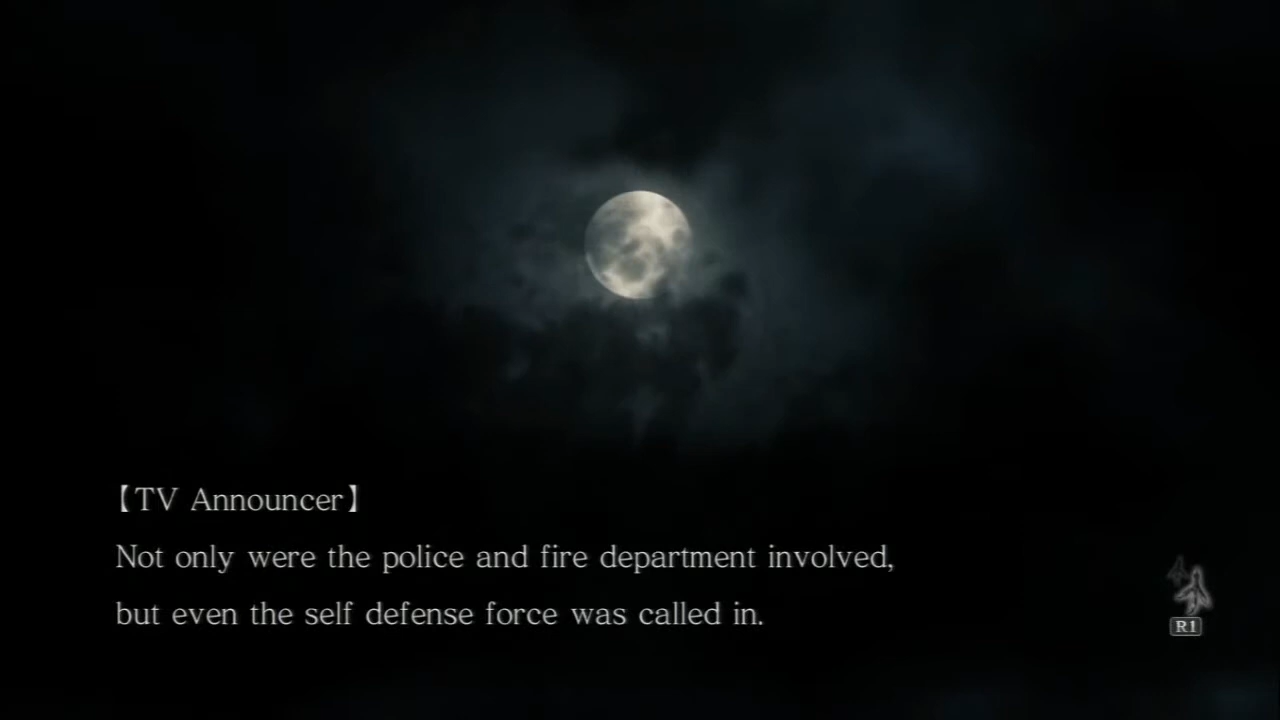 【TV Announcer】
Not only were the police and fire department involved,
but even the self defense force was called in.
R1